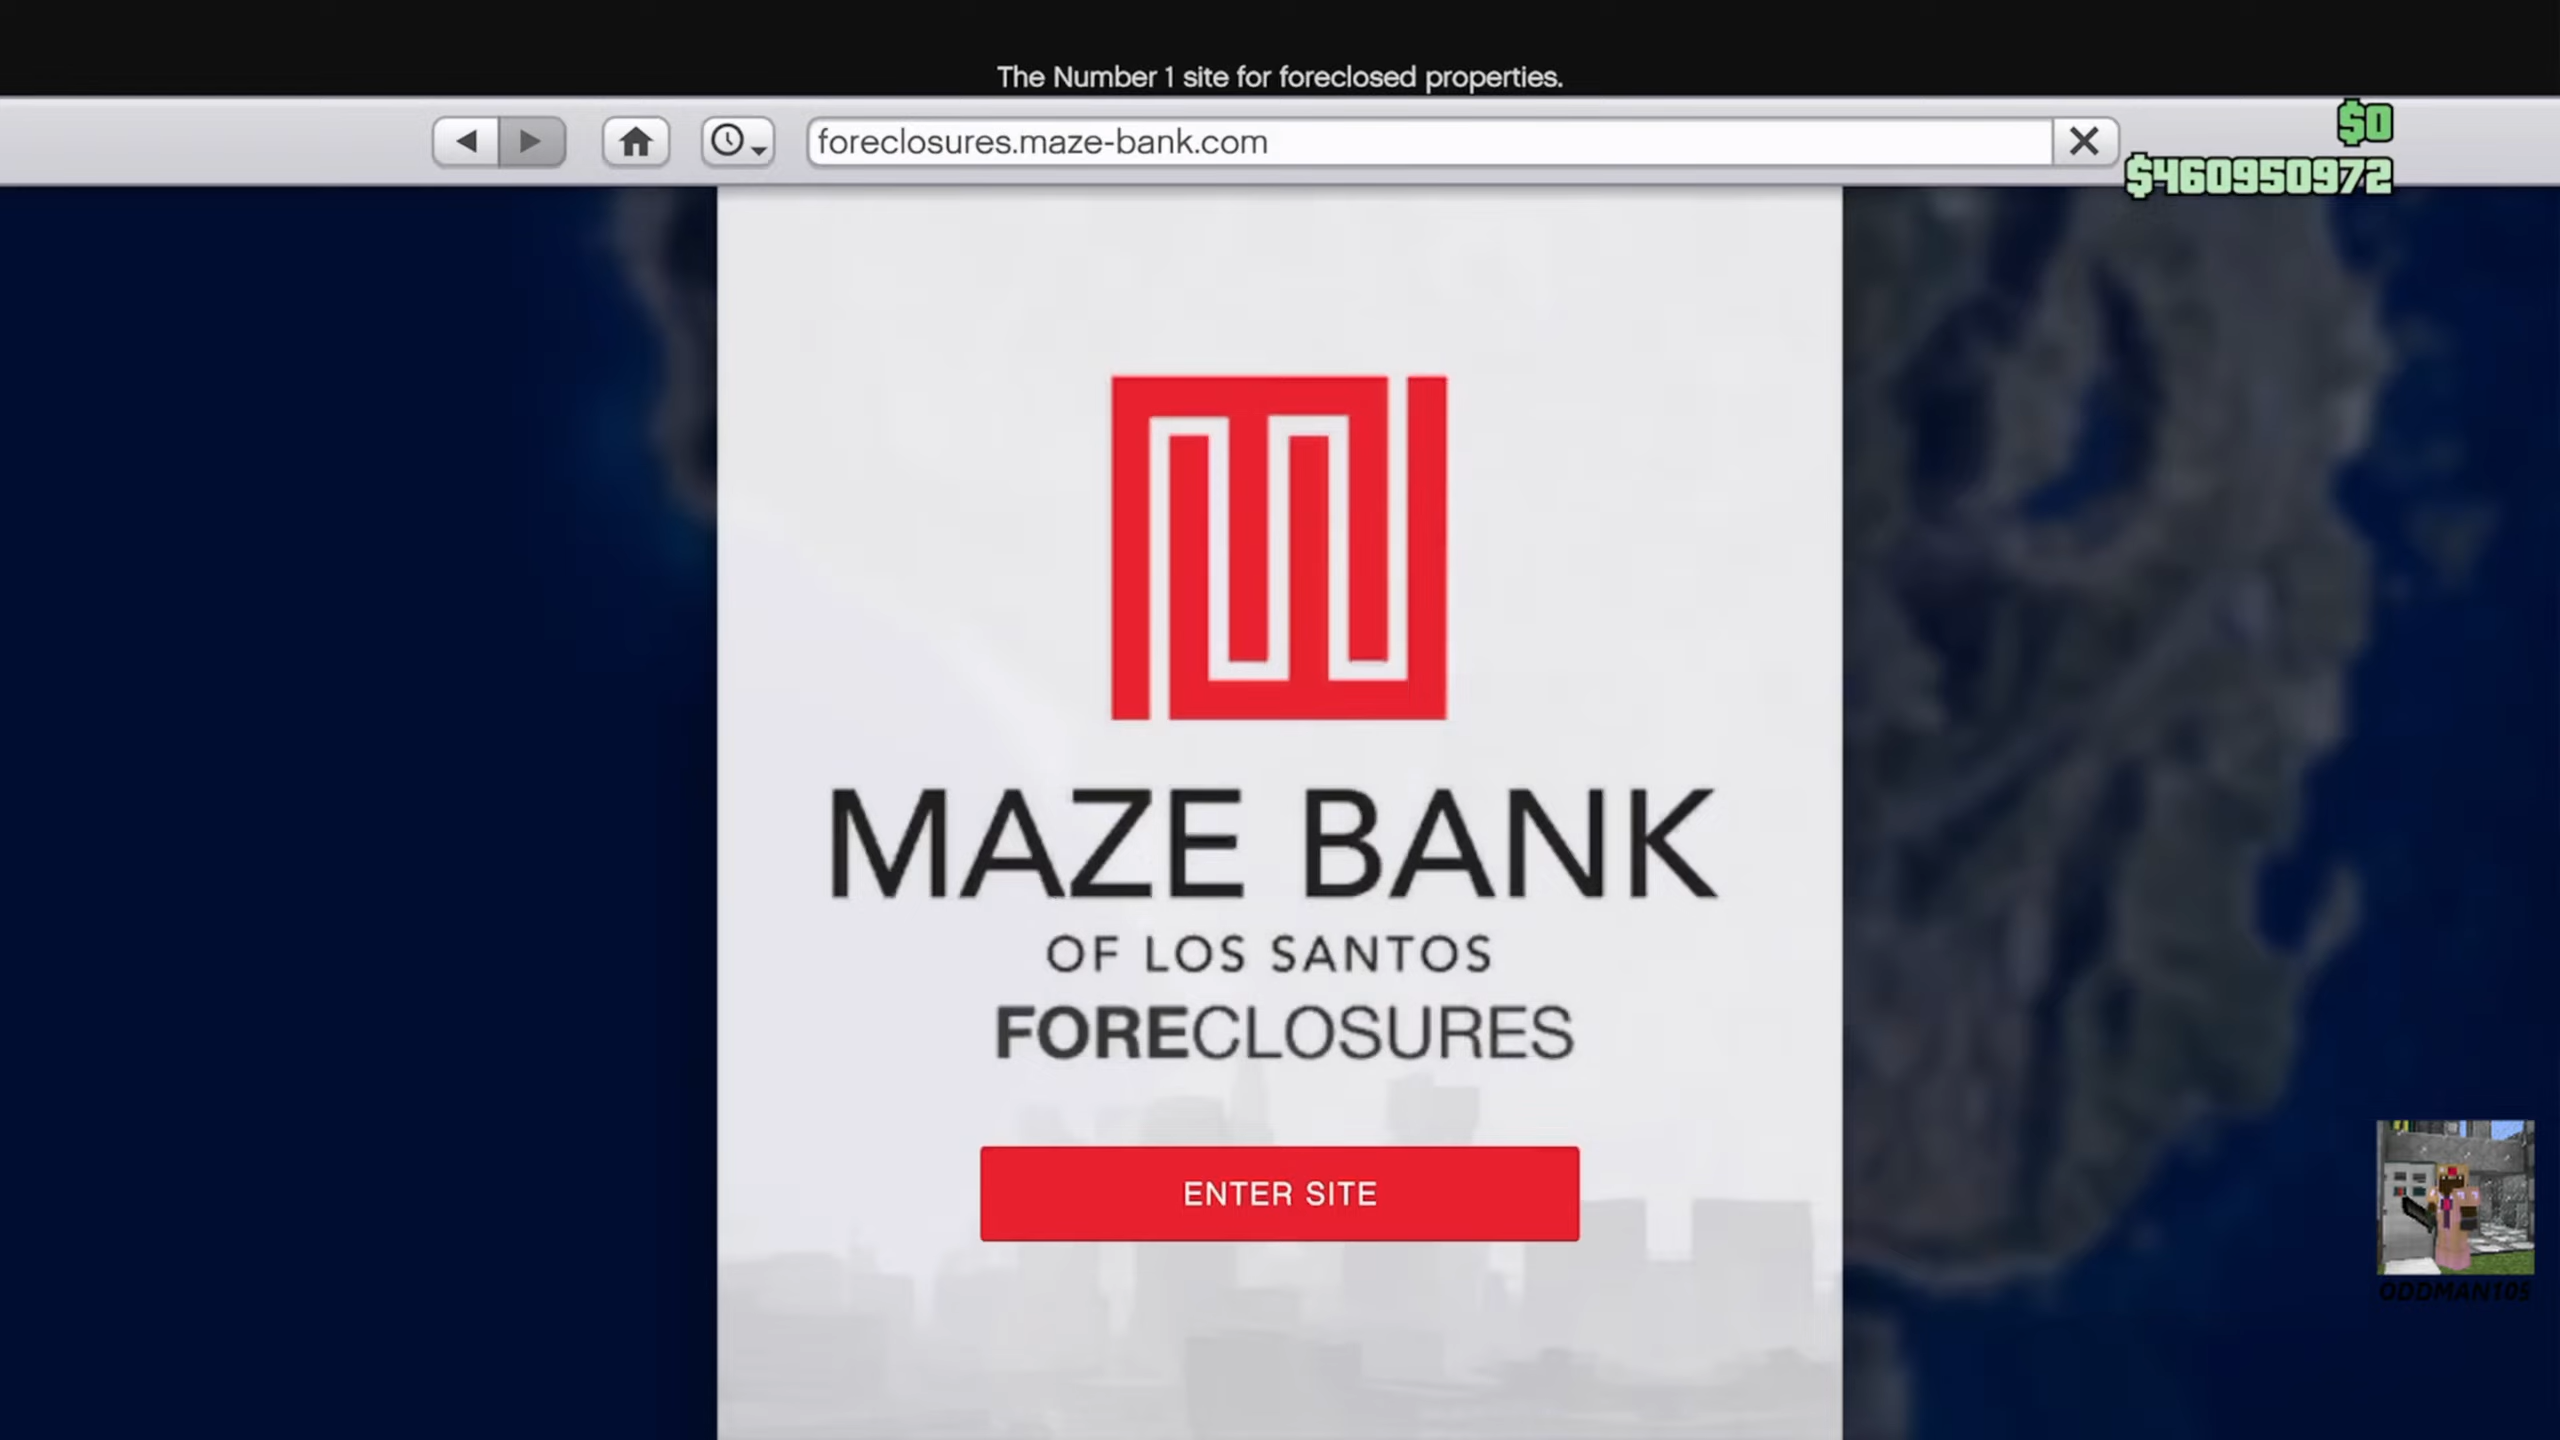 The Number 1 site for foreclosed properties.
foreclosures.maze-bank.com
$0
$460950972
MAZE BANK
OF LOS SANTOS
FORECLOSURES
ENTER SITE
ODDMAN105